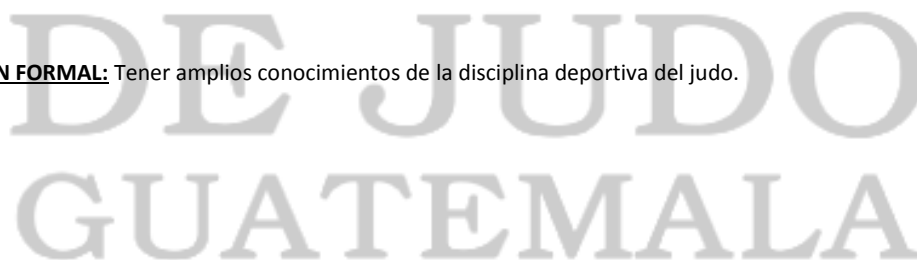 DE JUDO
N FORMAL: Tener amplios conocimientos de la disciplina deportiva del judo.
GUATEMALA